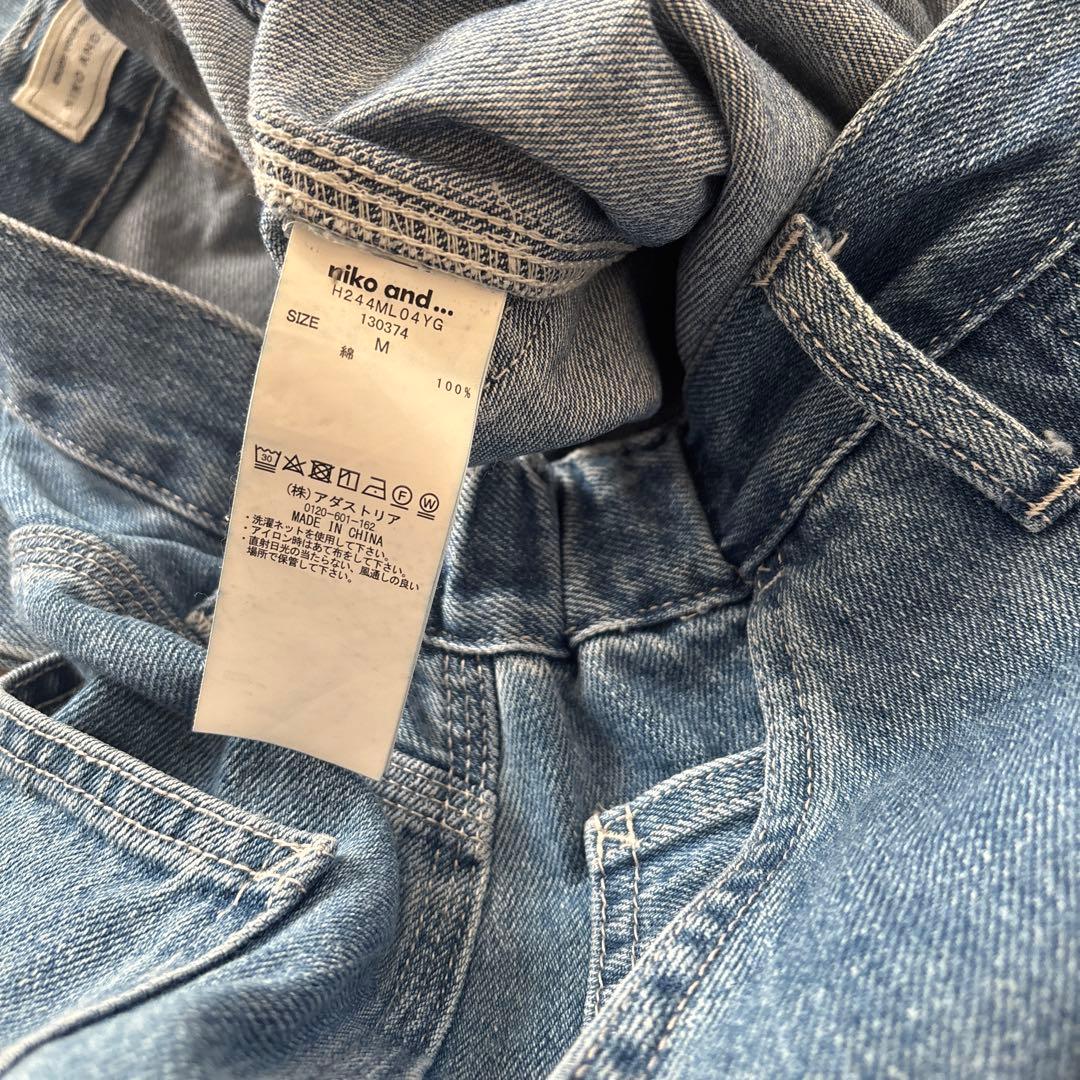 niko and...
H244ML04YG
130374
SIZE M
綿 100%
30 F W
(株)アダストリア
0120-601-162
MADE IN CHINA
・洗濯ネットを使用して下さい。
・アイロン時はあて布をして下さい。
・直射日光の当たらない、風通しの良い
場所で保管して下さい。